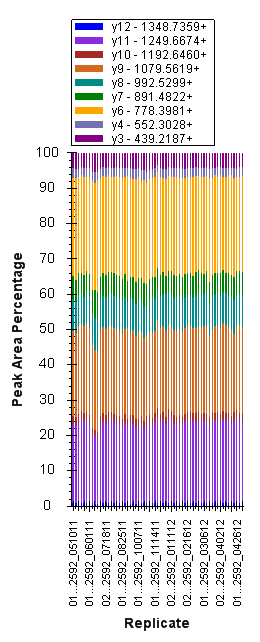 y12 - 1348.7359+
y11 - 1249.6674+
y10 - 1192.6460+
y9 - 1079.5619+
y8 - 992.5299+
y7 - 891.4822+
y6 - 778.3981+
y4 - 552.3028+
y3 - 439.2187+
Peak Area Percentage
100
90
80
70
60
50
40
30
20
10
0
01...2592_051011
01...2592_060111
02...2592_071811
02...2592_082511
01...2592_100711
01...2592_111411
02...2592_011112
02...2592_021612
01...2592_030612
02...2592_040212
01...2592_042612
Replicate